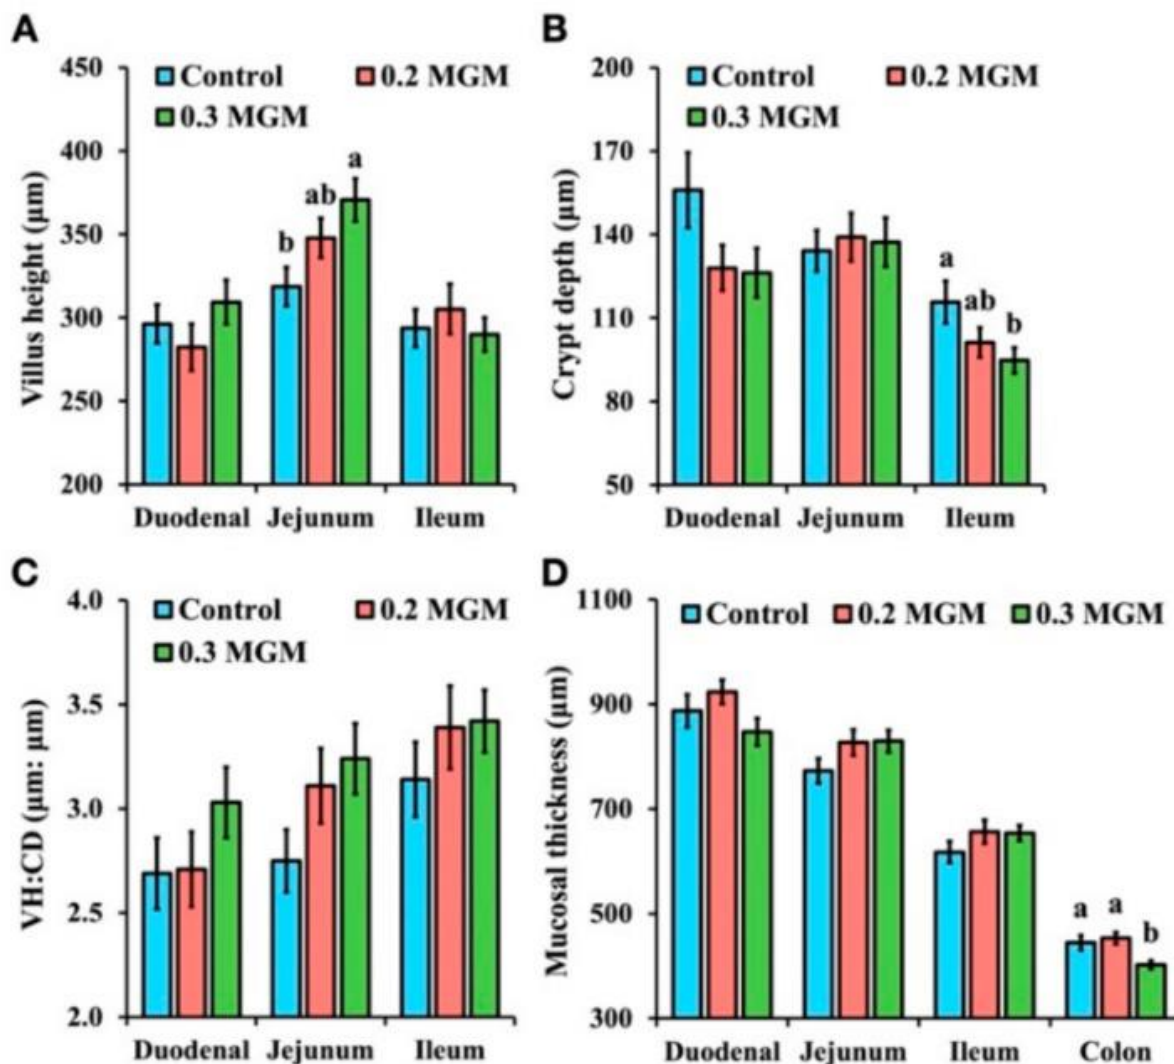 A
Villus height (μm)
450
400
350
300
250
200
Control
0.2 MGM
0.3 MGM
b
ab
a
Duodenal
Jejunum
Ileum
B
Crypt depth (μm)
200
170
140
110
80
50
Control
0.2 MGM
0.3 MGM
a
ab
b
Duodenal
Jejunum
Ileum
C
VH:CD (μm: μm)
4.0
3.5
3.0
2.5
2.0
Control
0.2 MGM
0.3 MGM
Duodenal
Jejunum
Ileum
D
Mucosal thickness (μm)
1100
900
700
500
300
Control
0.2 MGM
0.3 MGM
a
a
b
Duodenal
Jejunum
Ileum
Colon